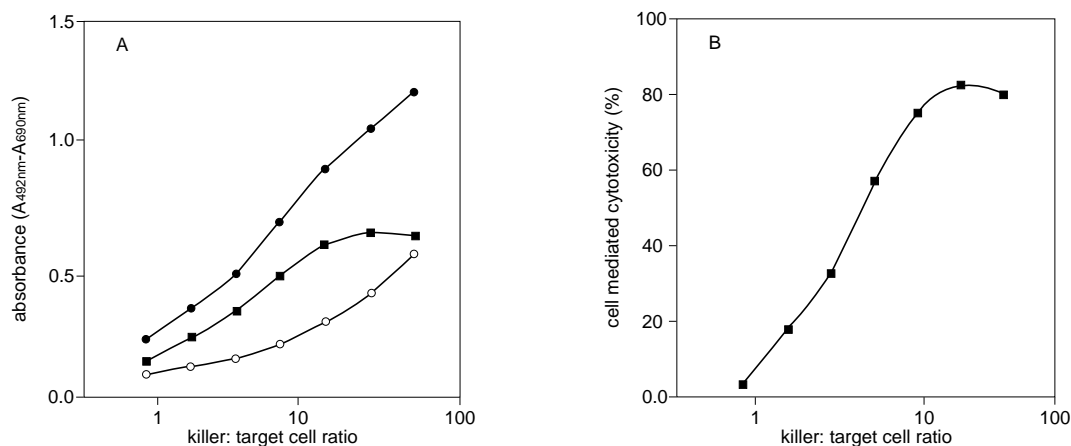 A
1.5
1.0
0.5
0.0
absorbance (A492nm-A690nm)
1
10
100
killer: target cell ratio
B
100
80
60
40
20
0.0
cell mediated cytotoxicity (%)
1
10
100
killer: target cell ratio